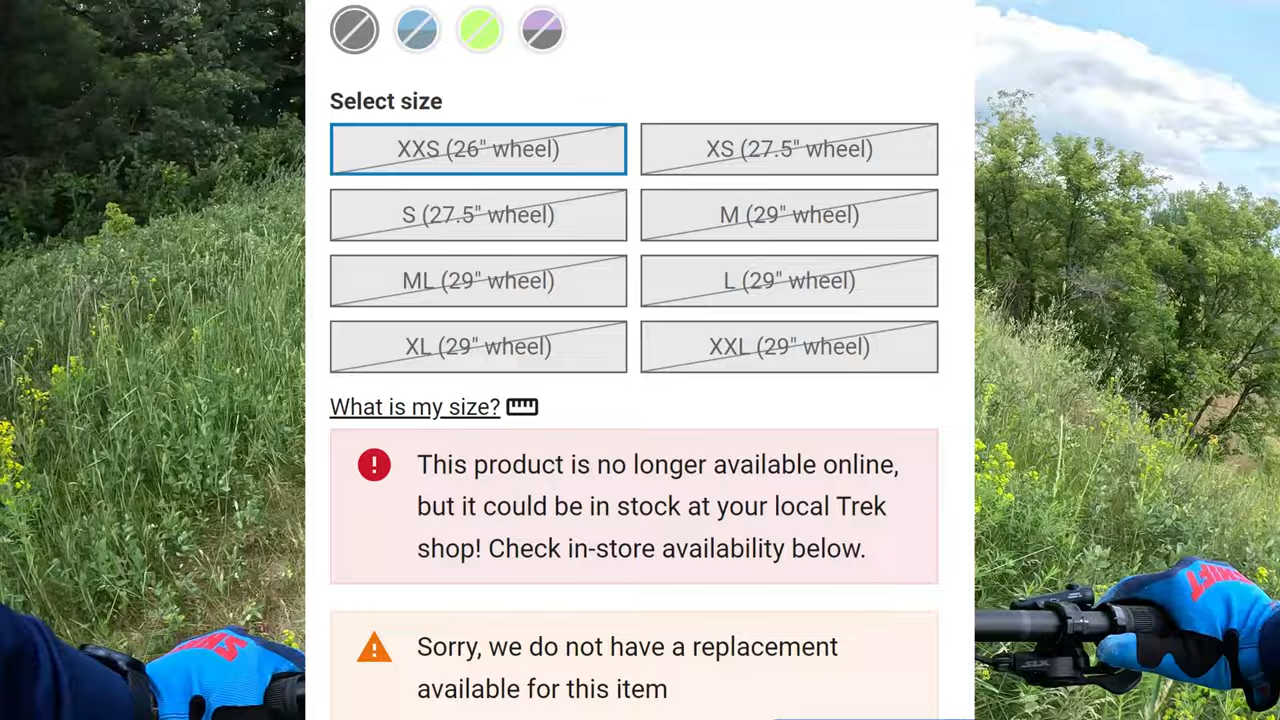 Select size
XXS (26" wheel)
XS (27.5" wheel)
S (27.5" wheel)
M (29" wheel)
ML (29" wheel)
L (29" wheel)
XL (29" wheel)
XXL (29" wheel)
What is my size?
This product is no longer available online,
but it could be in stock at your local Trek
shop! Check in-store availability below.
Sorry, we do not have a replacement
available for this item
SLX